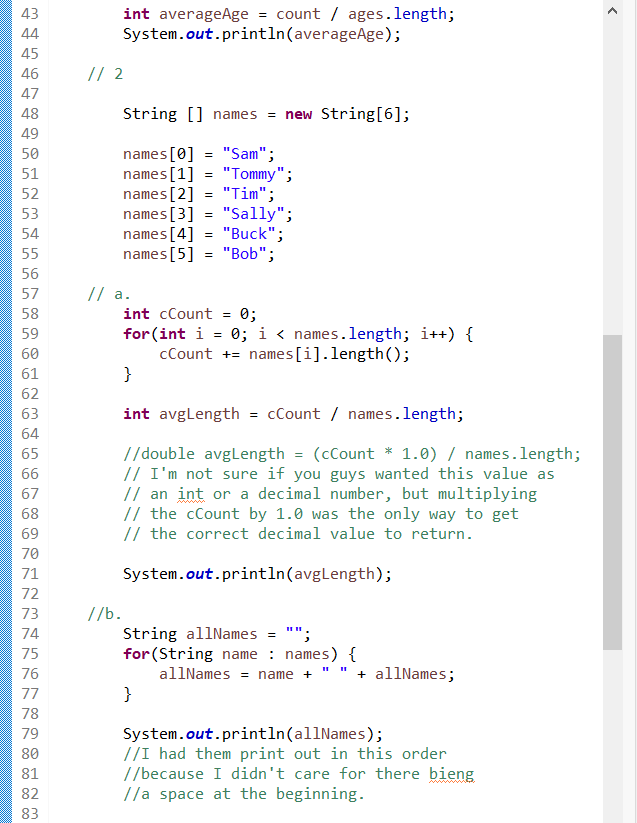 43 int averageAge = count / ages.length;
44 System.out.println(averageAge);
45
46 // 2
47
48 String [] names = new String[6];
49
50 names[0] = "Sam";
51 names[1] = "Tommy";
52 names[2] = "Tim";
53 names[3] = "Sally";
54 names[4] = "Buck";
55 names[5] = "Bob";
56
57 // a.
58 int cCount = 0;
59 for(int i = 0; i < names.length; i++) {
60 cCount += names[i].length();
61 }
62
63 int avgLength = cCount / names.length;
64
65 //double avgLength = (cCount * 1.0) / names.length;
66 // I'm not sure if you guys wanted this value as
67 // an int or a decimal number, but multiplying
68 // the cCount by 1.0 was the only way to get
69 // the correct decimal value to return.
70
71 System.out.println(avgLength);
72
73 //b.
74 String allNames = "";
75 for(String name : names) {
76 allNames = name + " " + allNames;
77 }
78
79 System.out.println(allNames);
80 //I had them print out in this order
81 //because I didn't care for there bieng
82 //a space at the beginning.
83